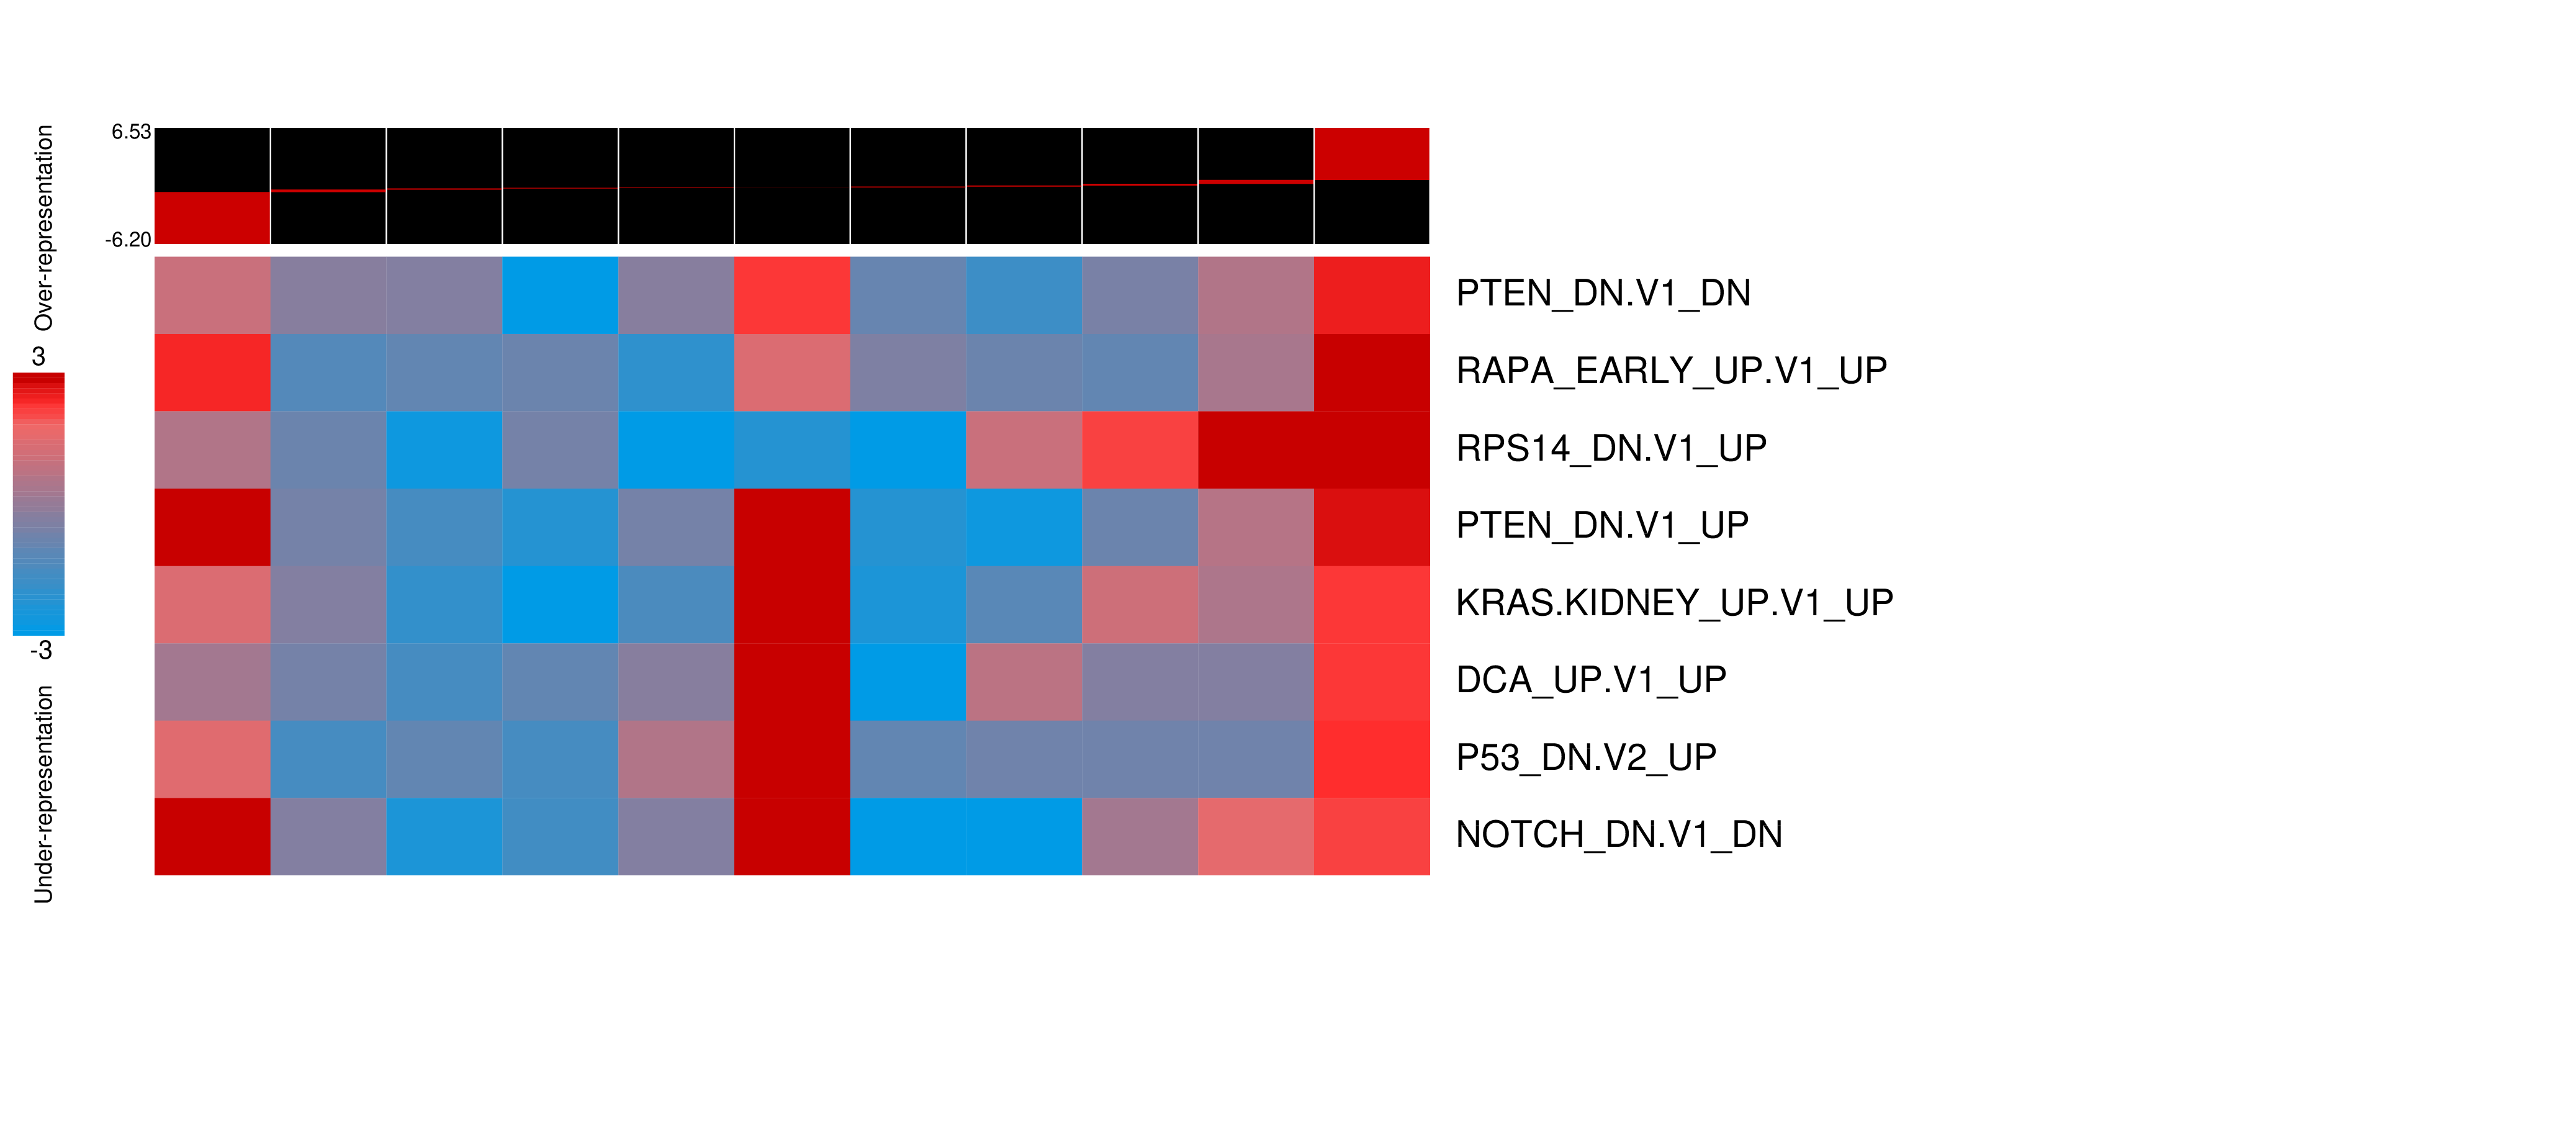 Over-representation
3
-3
Under-representation
6.53
-6.20
PTEN_DN.V1_DN
RAPA_EARLY_UP.V1_UP
RPS14_DN.V1_UP
PTEN_DN.V1_UP
KRAS.KIDNEY_UP.V1_UP
DCA_UP.V1_UP
P53_DN.V2_UP
NOTCH_DN.V1_DN